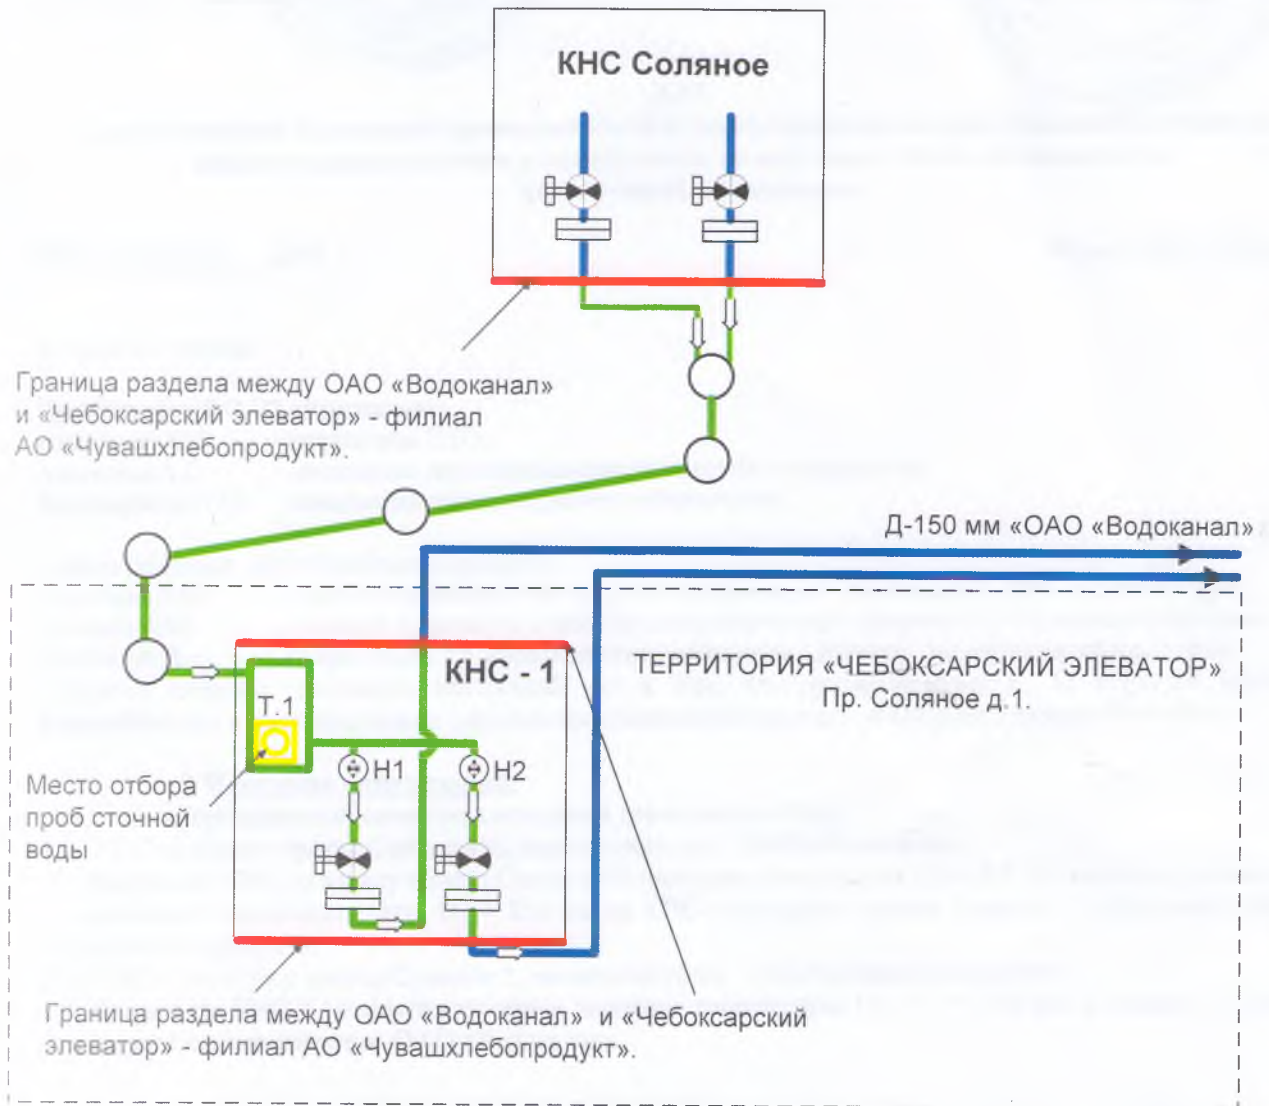 КНС Соляное
Граница раздела между ОАО «Водоканал»
и «Чебоксарский элеватор» - филиал
АО «Чувашхлебопродукт».
Д-150 мм «ОАО «Водоканал»
КНС - 1
ТЕРРИТОРИЯ «ЧЕБОКСАРСКИЙ ЭЛЕВАТОР»
Пр. Соляное д.1.
Т.1
Н1
Н2
Место отбора
проб сточной
воды
Граница раздела между ОАО «Водоканал» и «Чебоксарский
элеватор» - филиал АО «Чувашхлебопродукт».